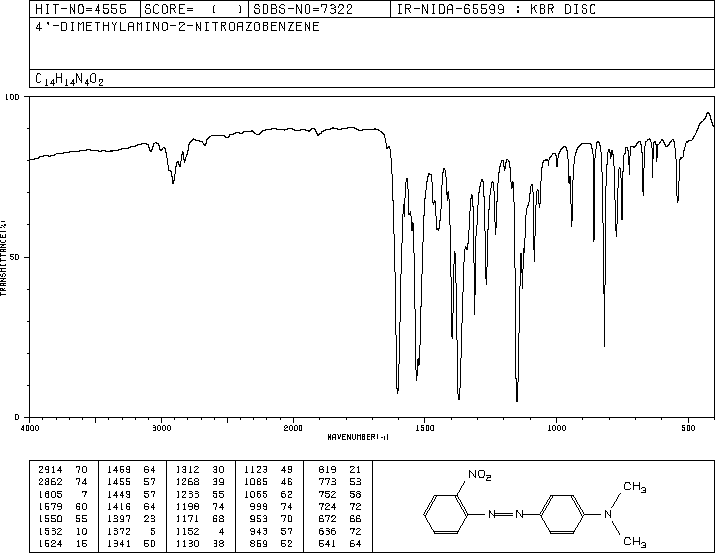 HIT-NO=4555 SCORE= ( ) SDBS-NO=7322 IR-NIDA-65599 : KBR DISC
4'-DIMETHYLAMINO-2-NITROAZOBENZENE
C14H14N4O2
100
50
0
TRANSMITTANCE(%)
4000 3000 2000 1500 1000 500
WAVENUMBER(-1)
2914 70 1469 64 1312 30 1123 49 819 21
2862 74 1455 57 1268 39 1085 46 773 53
1605 7 1449 57 1233 55 1065 62 752 58
1579 60 1416 64 1198 74 999 74 724 72
1550 55 1397 23 1171 68 953 70 672 66
1532 10 1372 5 1152 4 943 57 636 72
1524 15 1341 50 1130 38 859 52 541 64
NO2
N N
N
CH3
CH3